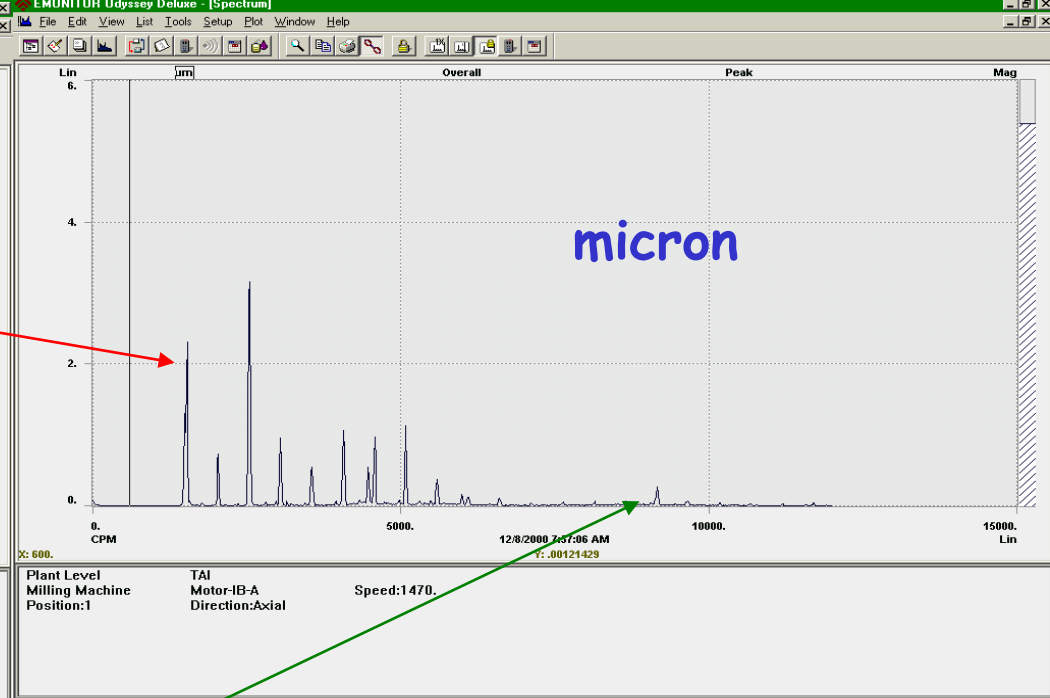 EMONITOR Odyssey Deluxe - [Spectrum]
File Edit View List Tools Setup Plot Window Help
Lin um Overall Peak Mag
6.
micron
4.
2.
0.
0. 5000. 10000. 15000.
CPM 12/8/2000 7:37:06 AM Lin
X: 600. Y: .00121429
Plant Level TAI
Milling Machine Motor-IB-A Speed:1470.
Position:1 Direction:Axial